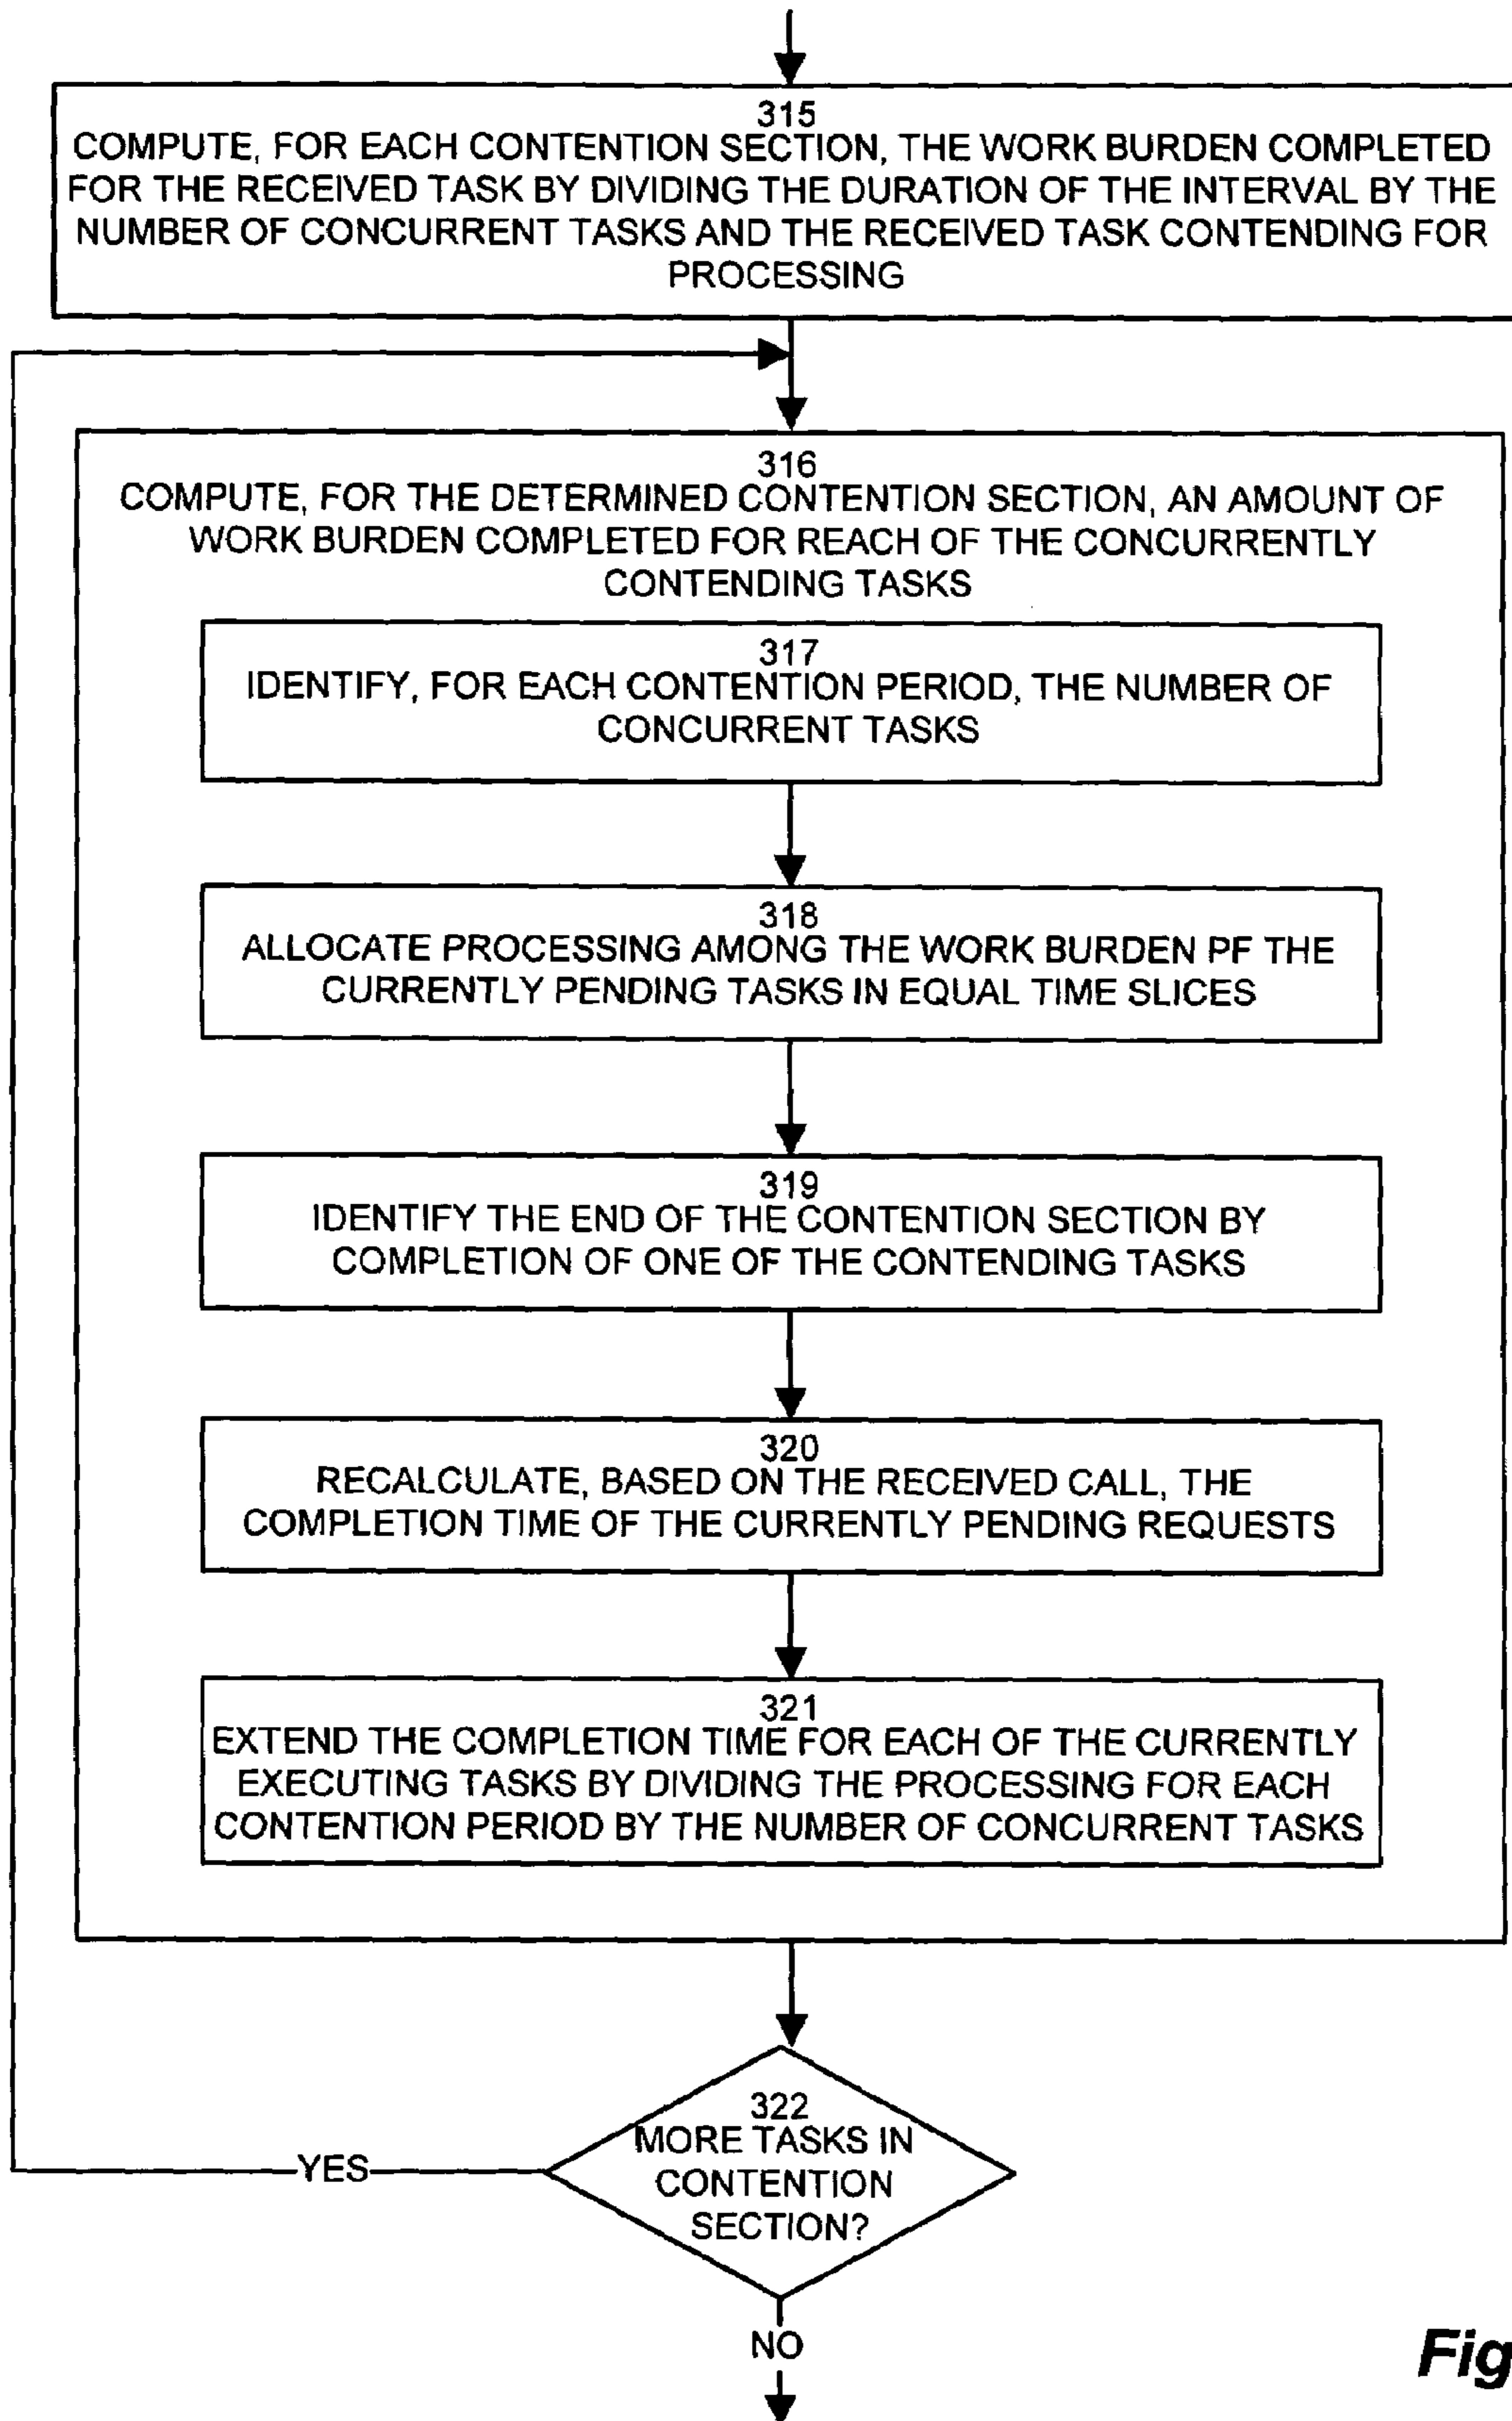 315
COMPUTE, FOR EACH CONTENTION SECTION, THE WORK BURDEN COMPLETED
FOR THE RECEIVED TASK BY DIVIDING THE DURATION OF THE INTERVAL BY THE
NUMBER OF CONCURRENT TASKS AND THE RECEIVED TASK CONTENDING FOR
PROCESSING
316
COMPUTE, FOR THE DETERMINED CONTENTION SECTION, AN AMOUNT OF
WORK BURDEN COMPLETED FOR REACH OF THE CONCURRENTLY
CONTENDING TASKS
317
IDENTIFY, FOR EACH CONTENTION PERIOD, THE NUMBER OF
CONCURRENT TASKS
318
ALLOCATE PROCESSING AMONG THE WORK BURDEN PF THE
CURRENTLY PENDING TASKS IN EQUAL TIME SLICES
319
IDENTIFY THE END OF THE CONTENTION SECTION BY
COMPLETION OF ONE OF THE CONTENDING TASKS
320
RECALCULATE, BASED ON THE RECEIVED CALL, THE
COMPLETION TIME OF THE CURRENTLY PENDING REQUESTS
321
EXTEND THE COMPLETION TIME FOR EACH OF THE CURRENTLY
EXECUTING TASKS BY DIVIDING THE PROCESSING FOR EACH
CONTENTION PERIOD BY THE NUMBER OF CONCURRENT TASKS
322
MORE TASKS IN
CONTENTION
SECTION?
YES
NO
Fig